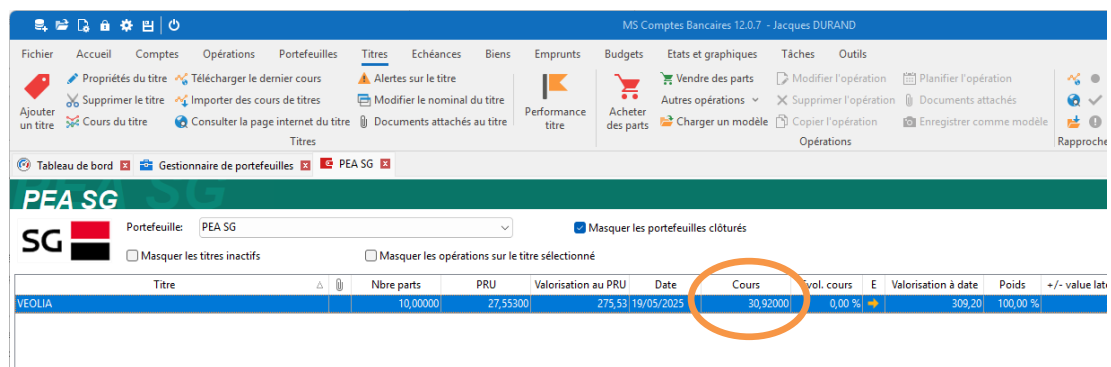 MS Comptes Bancaires 12.0.7 - Jacques DURAND
Fichier Accueil Comptes Opérations Portefeuilles Titres Echéances Biens Emprunts Budgets Etats et graphiques Tâches Outils
Propriétés du titre Télécharger le dernier cours Alertes sur le titre Vendre des parts Modifier l'opération Planifier l'opération
Supprimer le titre Importer des cours de titres Modifier le nominal du titre Autres opérations Supprimer l'opération Documents attachés
Ajouter un titre Cours du titre Consulter la page internet du titre Documents attachés au titre Performance titre Acheter des parts Charger un modèle Copier l'opération Enregistrer comme modèle
Titres Opérations Rapproche
Tableau de bord Gestionnaire de portefeuilles PEA SG
PEA SG
SG
Portefeuille: PEA SG Masquer les portefeuilles clôturés
Masquer les titres inactifs Masquer les opérations sur le titre sélectionné
Titre Nbre parts PRU Valorisation au PRU Date Cours Evol. cours E Valorisation à date Poids +/- value late
VEOLIA 10,00000 27,55300 275,53 19/05/2025 30,92000 0,00 % 309,20 100,00 %